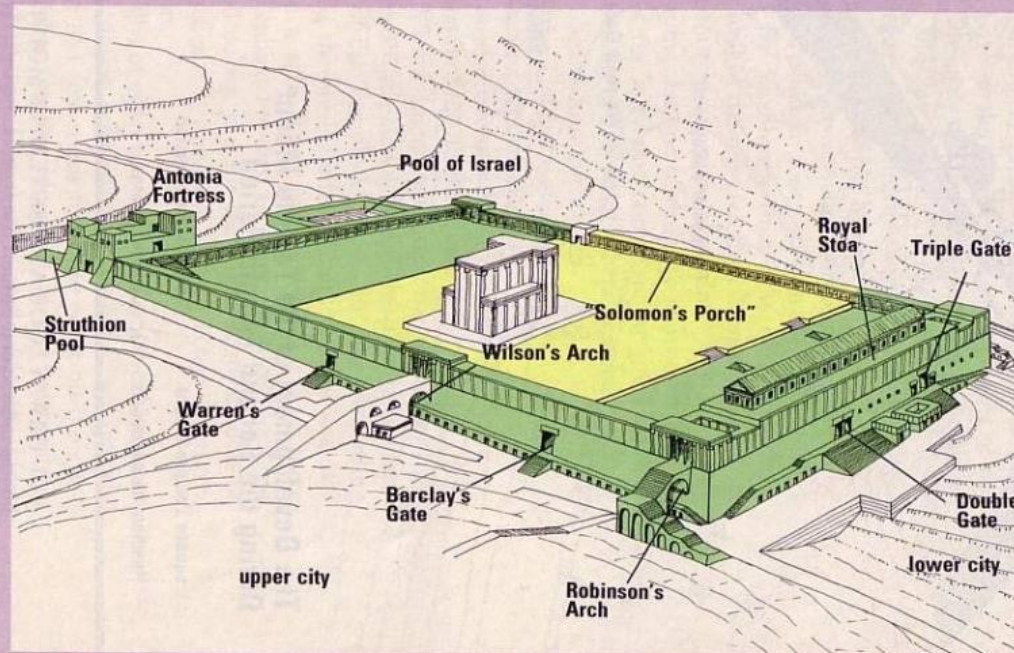 Pool of Israel
Antonia
Fortress
Royal
Stoa
Triple Gate
"Solomon's Porch"
Struthion
Pool
Wilson's Arch
Warren's
Gate
Barclay's
Gate
Double
Gate
upper city
lower city
Robinson's
Arch